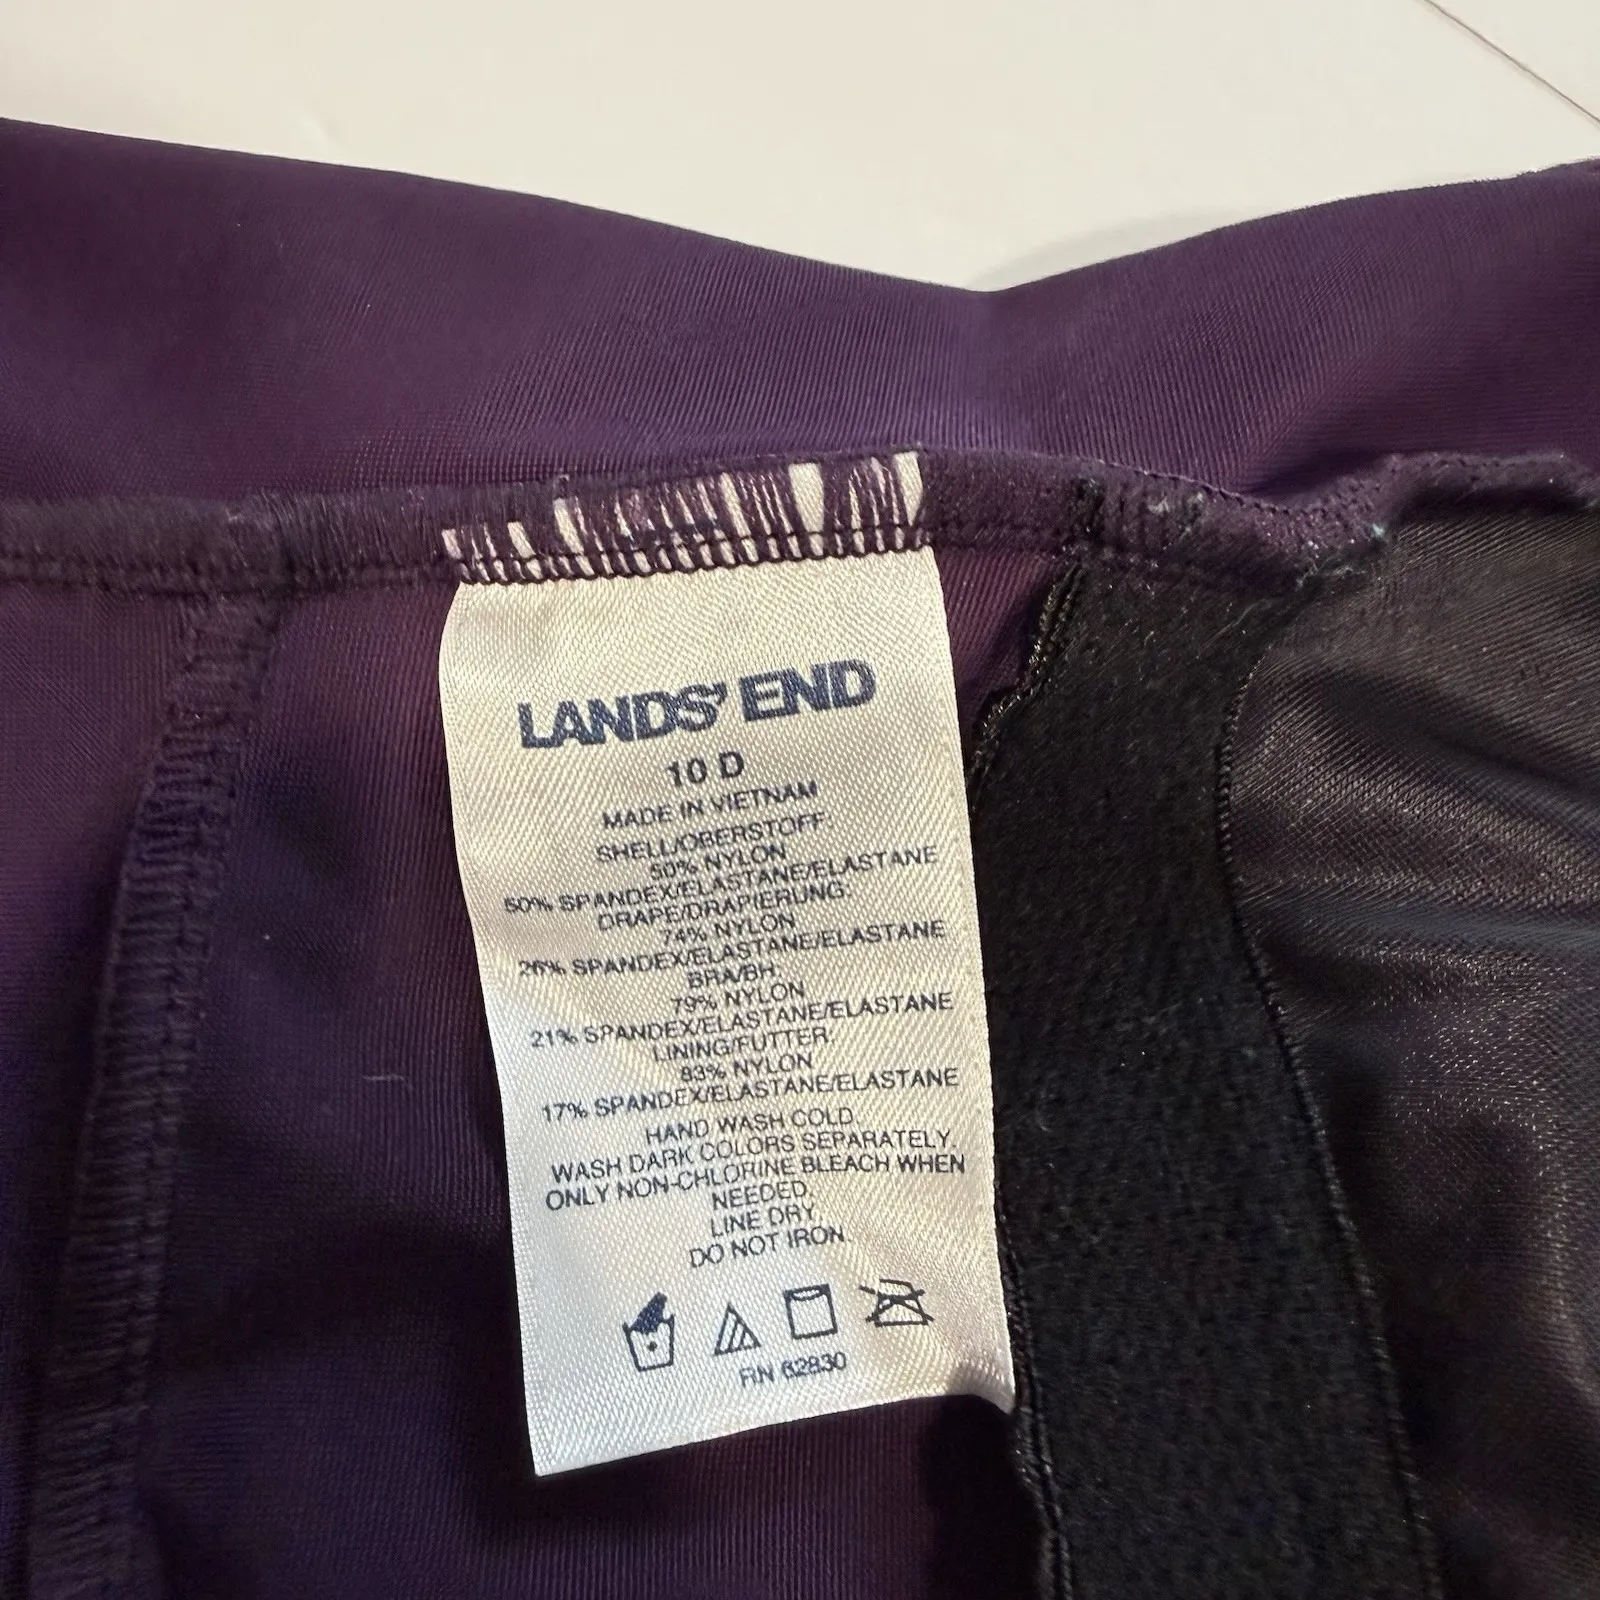 LANDS' END
10 D
MADE IN VIETNAM
SHELL/OBERSTOFF:
50% NYLON
50% SPANDEX/ELASTANE/ELASTANE
DRAPE/DRAPIERUNG:
74% NYLON
26% SPANDEX/ELASTANE/ELASTANE
BRA/BH:
79% NYLON
21% SPANDEX/ELASTANE/ELASTANE
LINING/FUTTER:
83% NYLON
17% SPANDEX/ELASTANE/ELASTANE
HAND WASH COLD.
WASH DARK COLORS SEPARATELY.
ONLY NON-CHLORINE BLEACH WHEN
NEEDED.
LINE DRY
DO NOT IRON
RN 62830